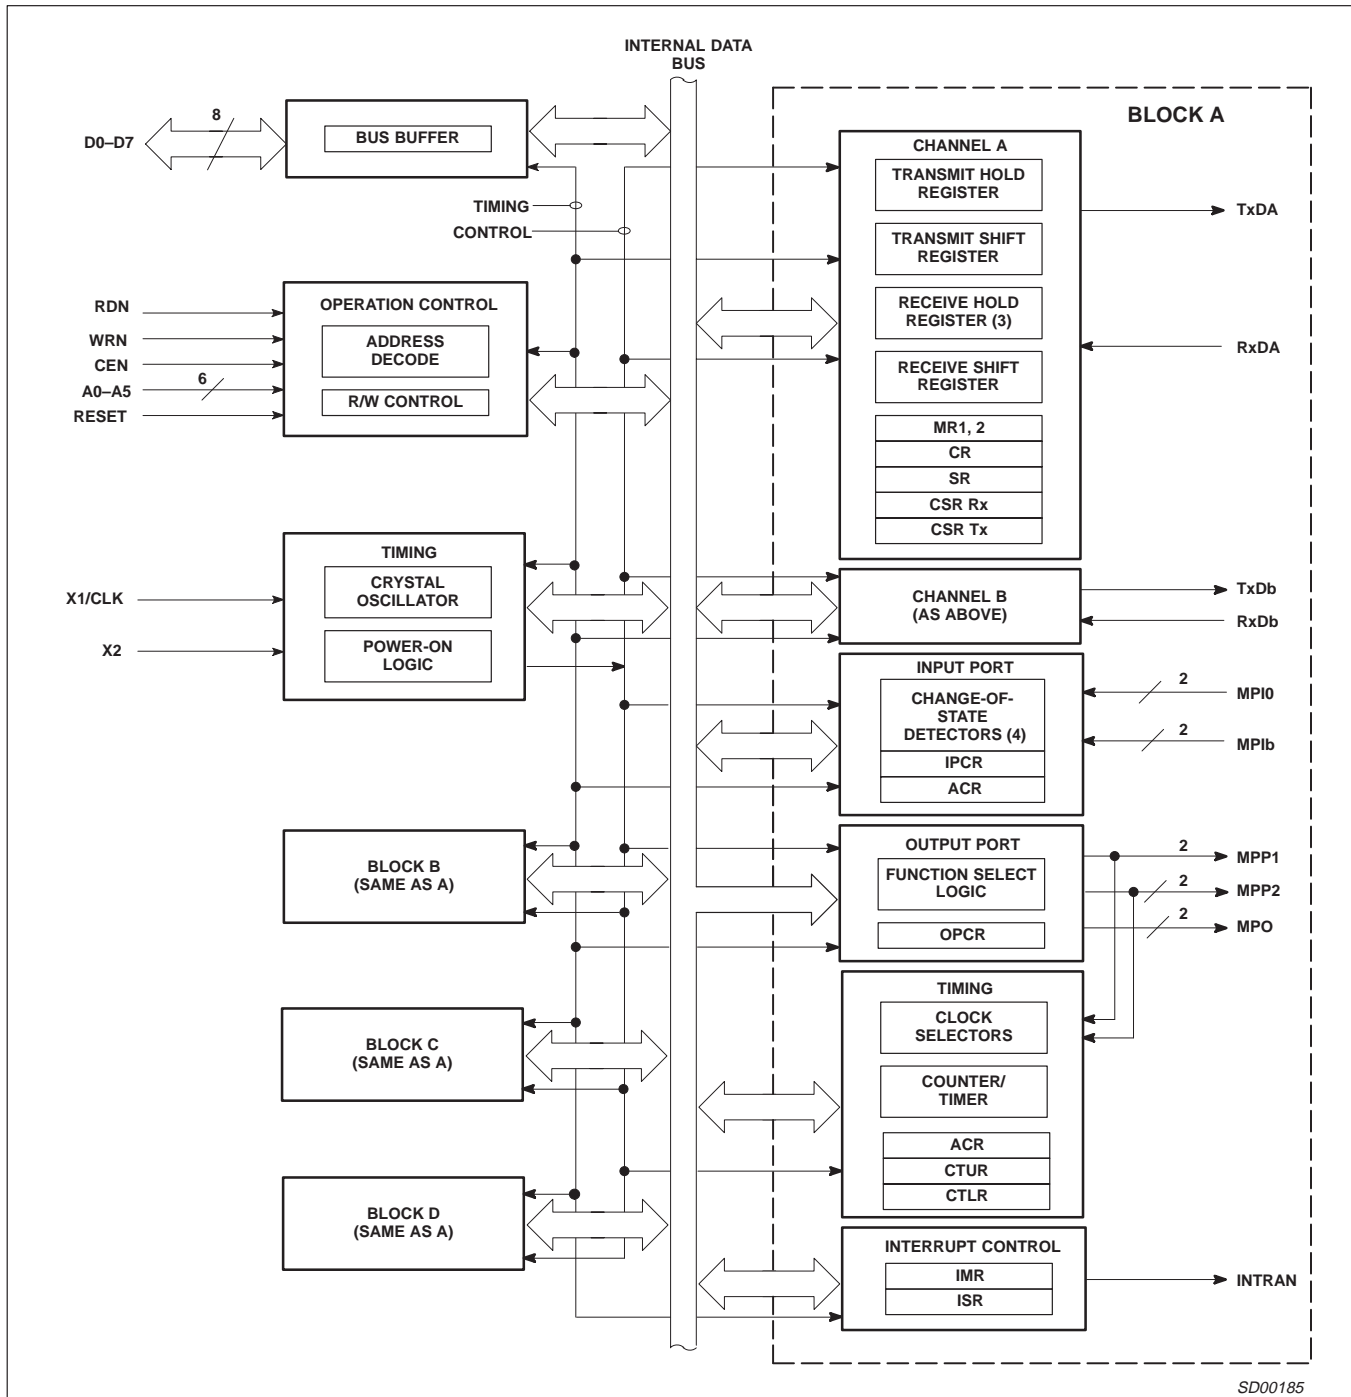 INTERNAL DATA
BUS
BLOCK A
8
D0–D7
BUS BUFFER
TIMING
CONTROL
RDN
WRN
CEN
A0–A5
6
RESET
OPERATION CONTROL
ADDRESS
DECODE
R/W CONTROL
X1/CLK
X2
TIMING
CRYSTAL
OSCILLATOR
POWER-ON
LOGIC
BLOCK B
(SAME AS A)
BLOCK C
(SAME AS A)
BLOCK D
(SAME AS A)
CHANNEL A
TRANSMIT HOLD
REGISTER
TRANSMIT SHIFT
REGISTER
RECEIVE HOLD
REGISTER (3)
RECEIVE SHIFT
REGISTER
MR1, 2
CR
SR
CSR Rx
CSR Tx
TxDA
RxDA
CHANNEL B
(AS ABOVE)
TxDb
RxDb
INPUT PORT
CHANGE-OF-
STATE
DETECTORS (4)
IPCR
ACR
2
MPI0
2
MPIb
OUTPUT PORT
FUNCTION SELECT
LOGIC
OPCR
2
MPP1
2
MPP2
2
MPO
TIMING
CLOCK
SELECTORS
COUNTER/
TIMER
ACR
CTUR
CTLR
INTERRUPT CONTROL
IMR
ISR
INTRAN
SD00185